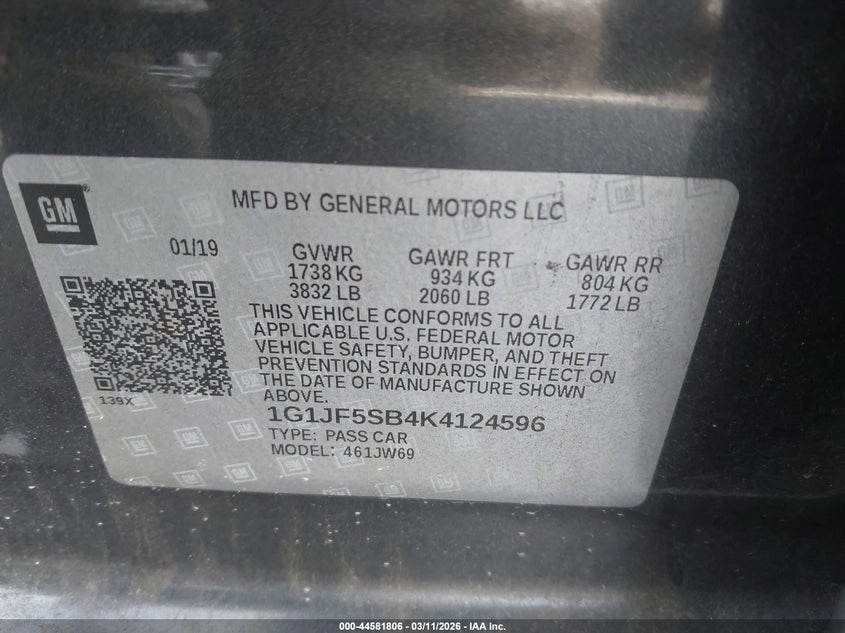 GM
MFD BY GENERAL MOTORS LLC
01/19
GVWR
1738 KG
3832 LB
GAWR FRT
934 KG
2060 LB
GAWR RR
804 KG
1772 LB
THIS VEHICLE CONFORMS TO ALL
APPLICABLE U.S. FEDERAL MOTOR
VEHICLE SAFETY, BUMPER, AND THEFT
PREVENTION STANDARDS IN EFFECT ON
THE DATE OF MANUFACTURE SHOWN
ABOVE.
139X
1G1JF5SB4K4124596
TYPE: PASS CAR
MODEL: 461JW69
000-44581806 - 03/11/2026 - IAA Inc.